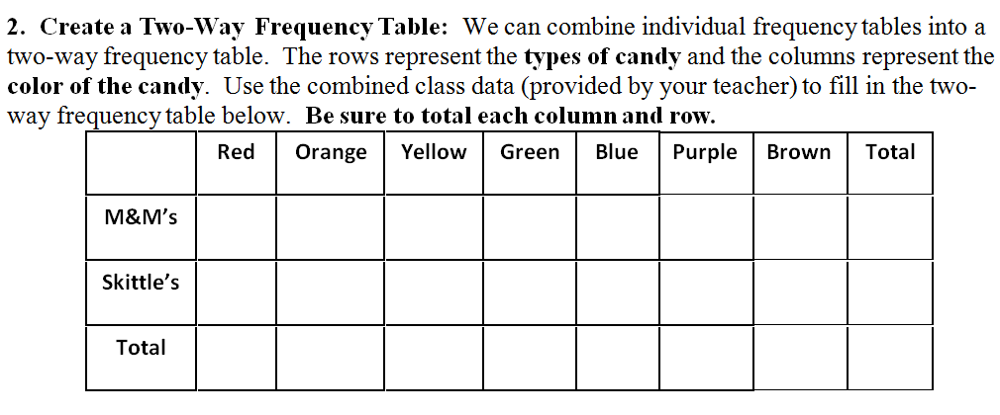 2. Create a Two-Way Frequency Table: We can combine individual frequency tables into a
two-way frequency table. The rows represent the types of candy and the columns represent the
color of the candy. Use the combined class data (provided by your teacher) to fill in the two-
way frequency table below. Be sure to total each column and row.
Red Orange Yellow Green Blue Purple Brown Total
M&M's
Skittle's
Total